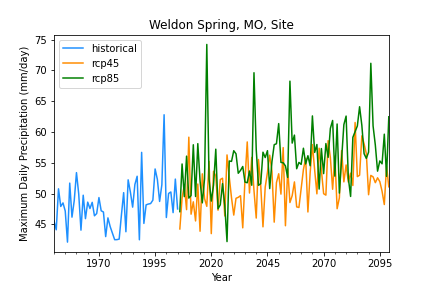 Weldon Spring, MO, Site
historical
rcp45
rcp85
Maximum Daily Precipitation (mm/day)
75
70
65
60
55
50
45
1970 1995 2020 2045 2070 2095
Year